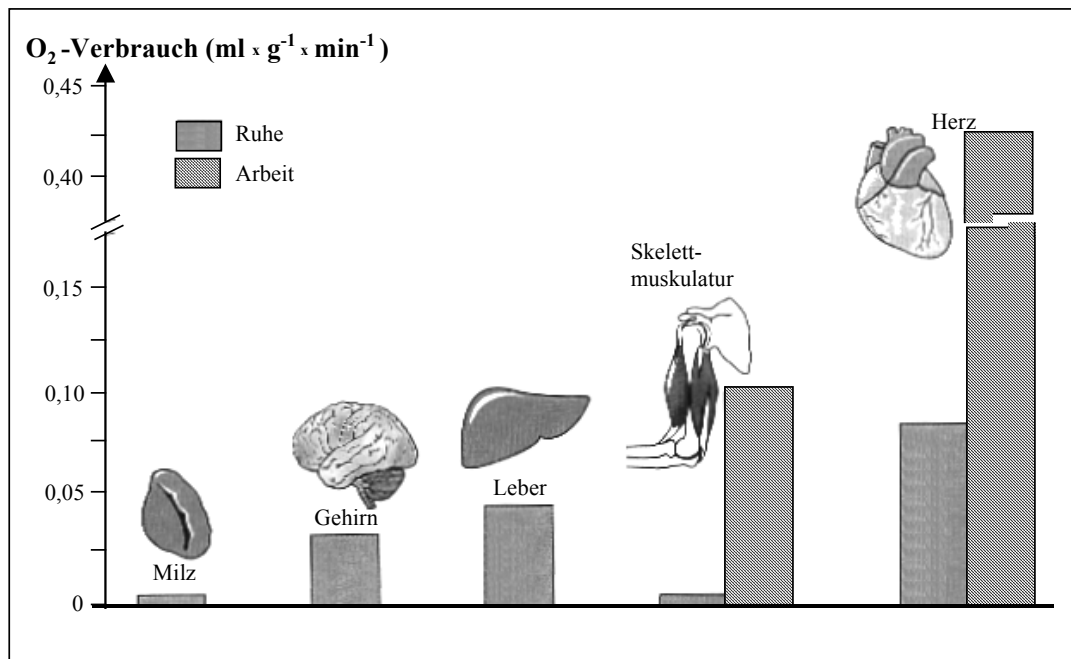 O₂ -Verbrauch (ml x g⁻¹ x min⁻¹ )
0,45
Ruhe
Herz
Arbeit
0,40
Skelett-
muskulatur
0,15
0,10
Leber
0,05
Gehirn
Milz
0